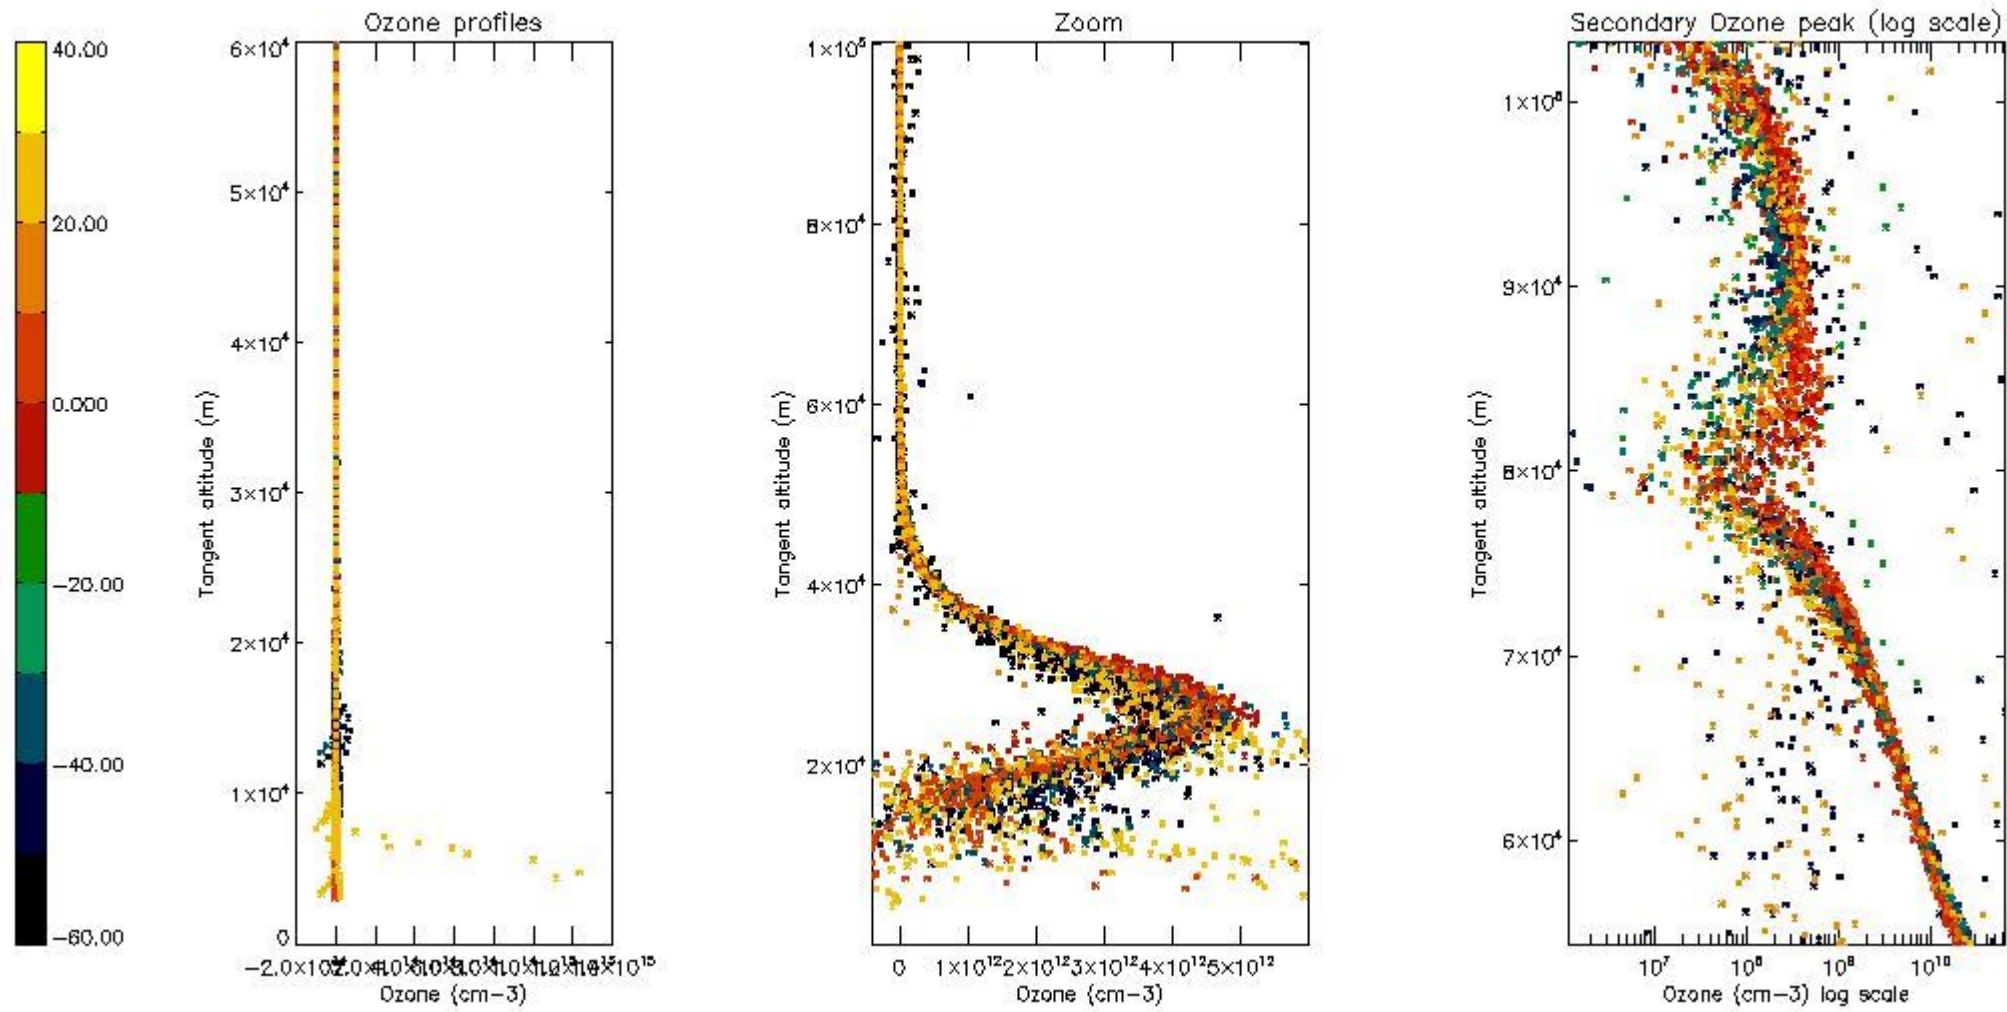 Ozone profiles
Zoom
Secondary Ozone peak (log scale)
40.00
20.00
0.000
−20.00
−40.00
−60.00
6×10⁴
5×10⁴
4×10⁴
3×10⁴
2×10⁴
1×10⁴
0
Tangent altitude (m)
Ozone (cm−3)
1×10⁵
8×10⁴
6×10⁴
4×10⁴
2×10⁴
Tangent altitude (m)
0 1×10¹² 2×10¹² 3×10¹² 4×10¹² 5×10¹²
Ozone (cm−3)
9×10⁴
8×10⁴
7×10⁴
6×10⁴
Tangent altitude (m)
10⁷ 10⁸ 10⁹ 10¹⁰
Ozone (cm−3) log scale